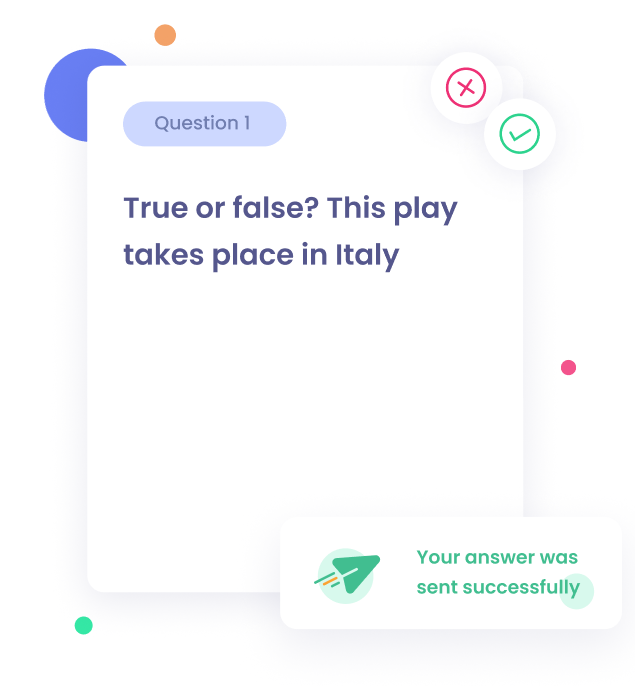 Question 1
True or false? This play
takes place in Italy
Your answer was
sent successfully